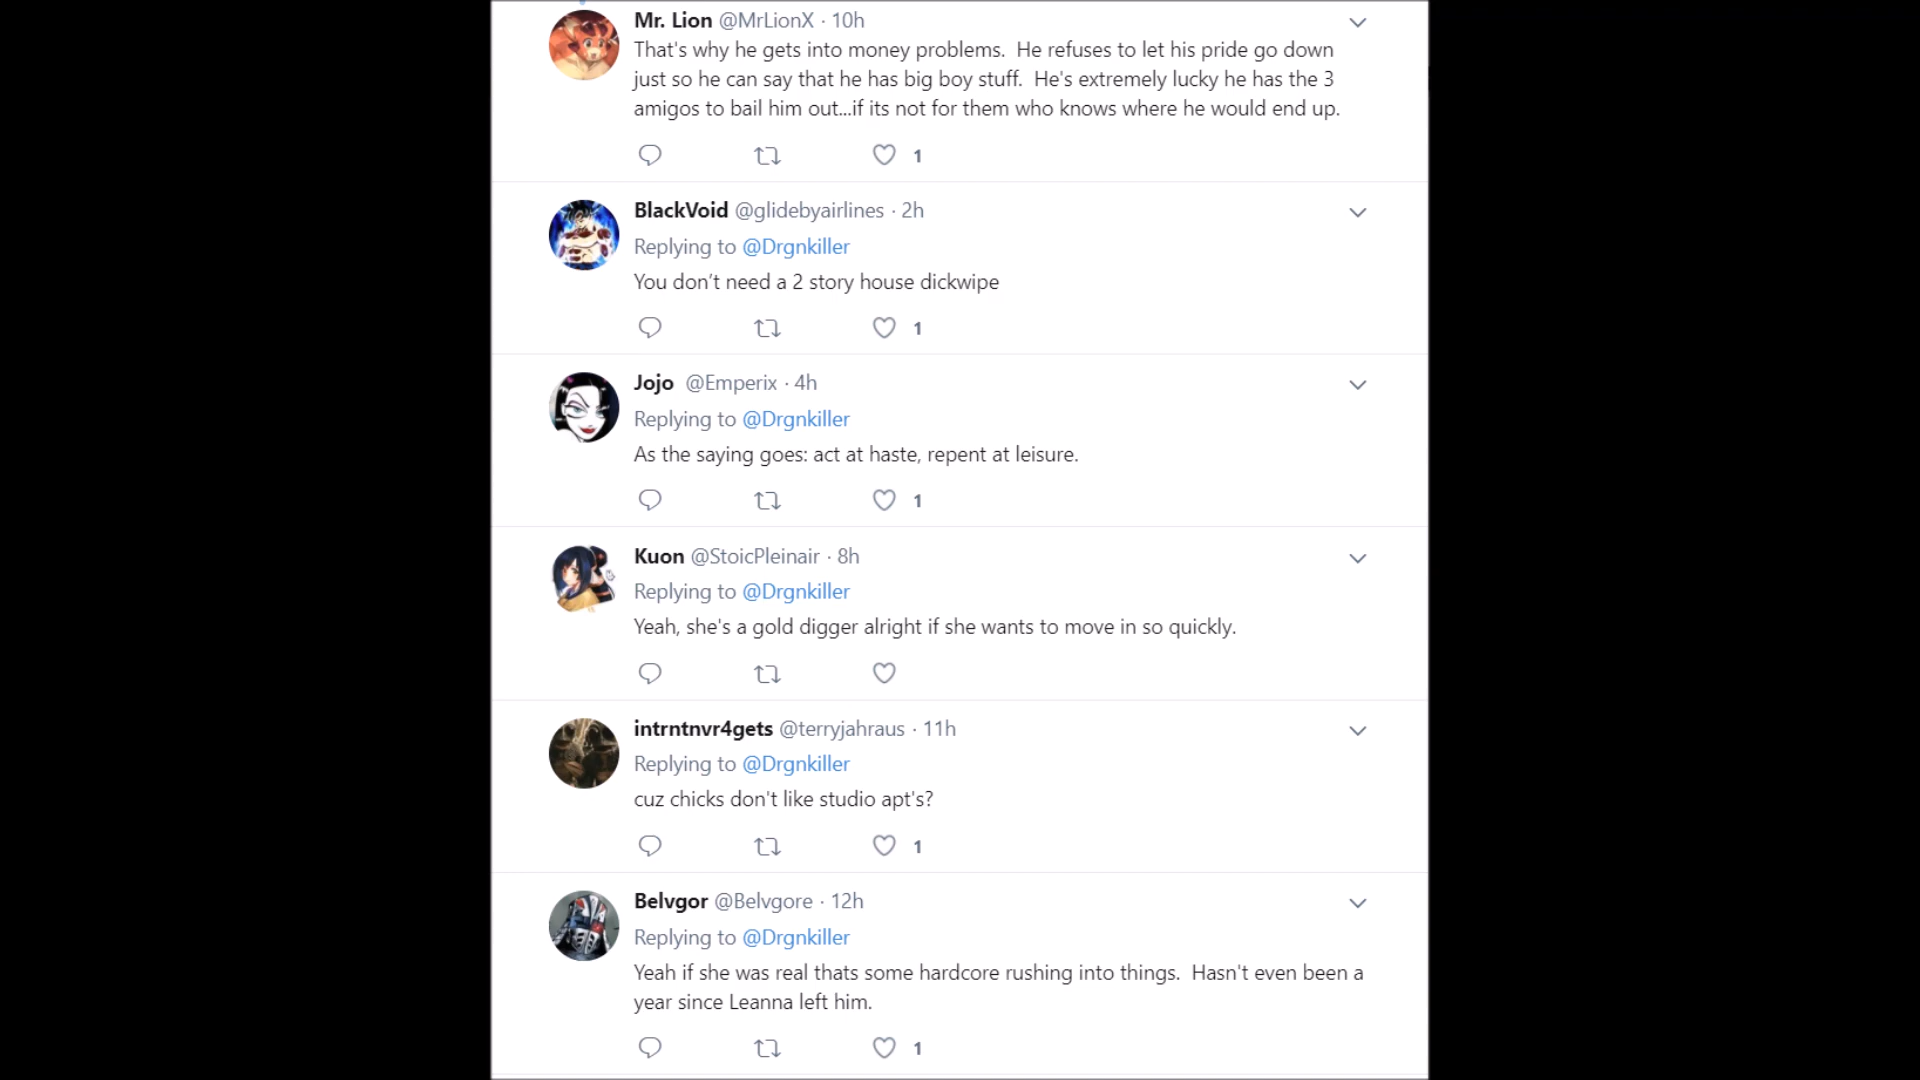 Mr. Lion @MrLionX · 10h
That's why he gets into money problems.  He refuses to let his pride go down
just so he can say that he has big boy stuff.  He's extremely lucky he has the 3
amigos to bail him out...if its not for them who knows where he would end up.
1
BlackVoid @glidebyairlines · 2h
Replying to @Drgnkiller
You don’t need a 2 story house dickwipe
1
Jojo @Emperix · 4h
Replying to @Drgnkiller
As the saying goes: act at haste, repent at leisure.
1
Kuon @StoicPleinair · 8h
Replying to @Drgnkiller
Yeah, she's a gold digger alright if she wants to move in so quickly.
intrntnvr4gets @terryjahraus · 11h
Replying to @Drgnkiller
cuz chicks don't like studio apt's?
1
Belvgor @Belvgore · 12h
Replying to @Drgnkiller
Yeah if she was real thats some hardcore rushing into things.  Hasn't even been a
year since Leanna left him.
1